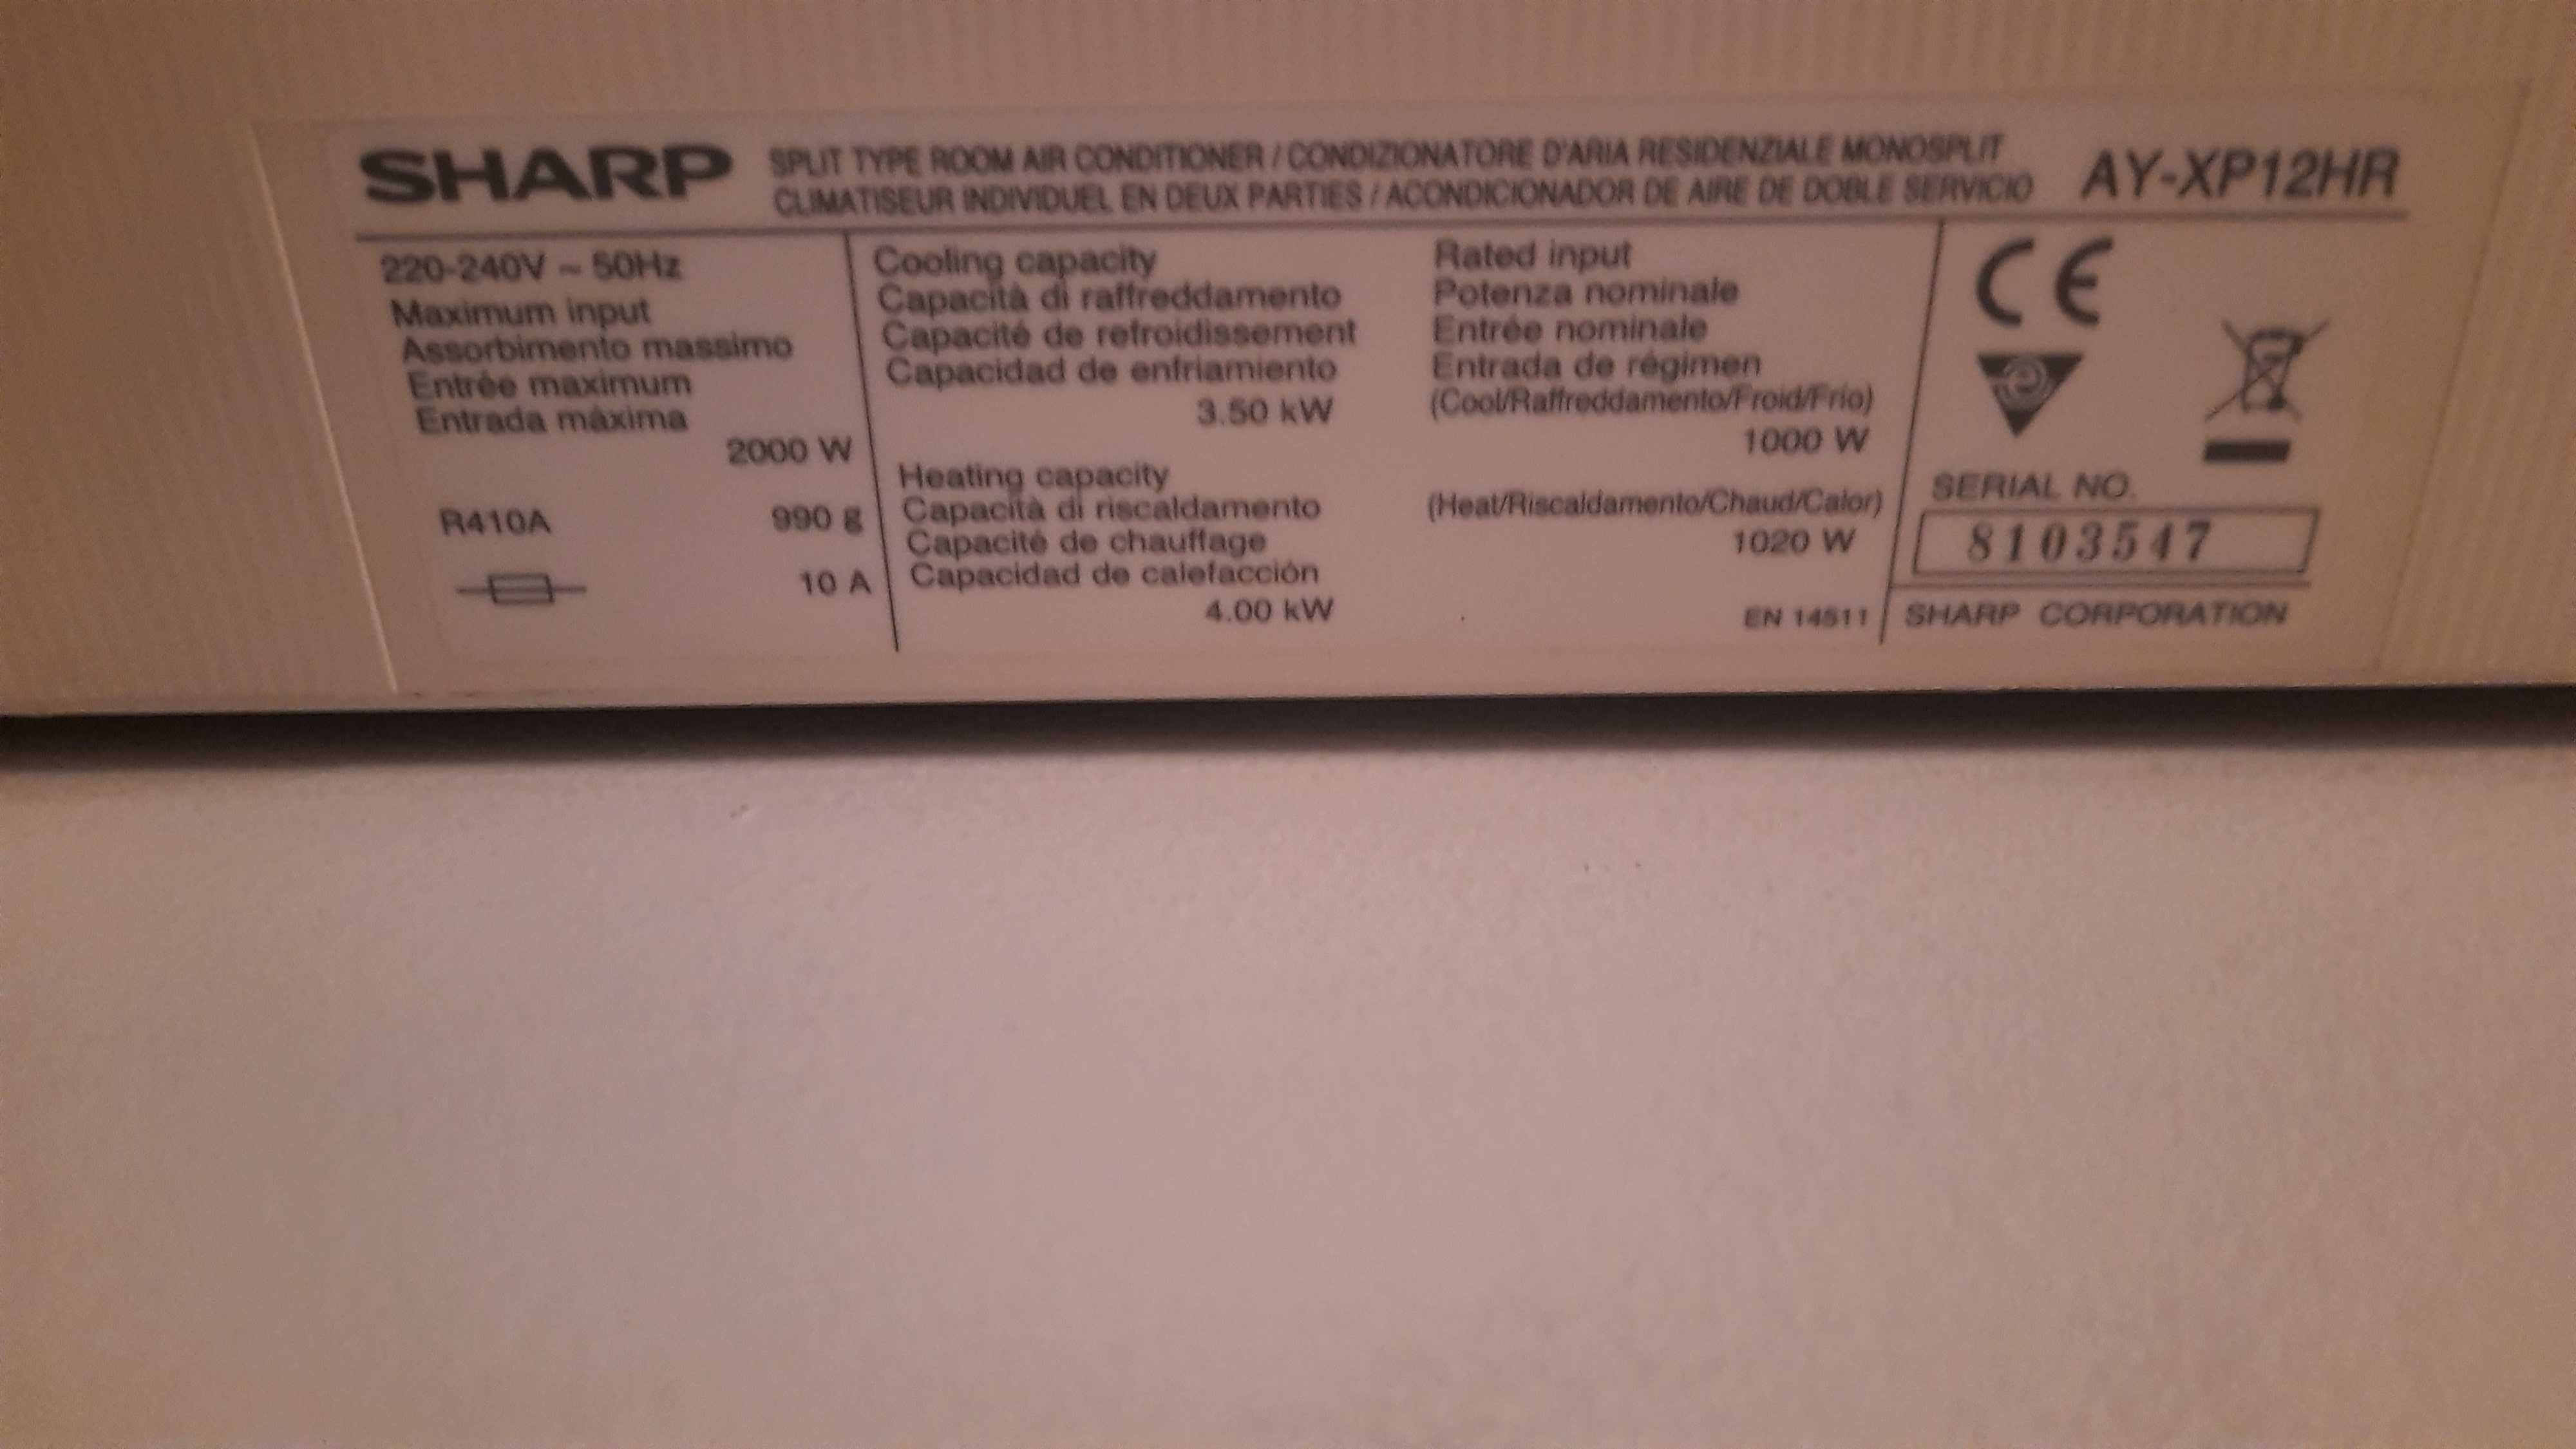 SHARP
SPLIT TYPE ROOM AIR CONDITIONER / CONDIZIONATORE D'ARIA RESIDENZIALE MONOSPLIT
CLIMATISEUR INDIVIDUEL EN DEUX PARTIES / ACONDICIONADOR DE AIRE DE DOBLE SERVICIO
AY-XP12HR
220-240V ~ 50Hz
Maximum input
Assorbimento massimo
Entrée maximum
Entrada máxima
2000 W
R410A 990 g
10 A
Cooling capacity
Capacità di raffreddamento
Capacité de refroidissement
Capacidad de enfriamiento
3.50 kW
Heating capacity
Capacità di riscaldamento
Capacité de chauffage
Capacidad de calefacción
4.00 kW
Rated input
Potenza nominale
Entrée nominale
Entrada de régimen
(Cool/Raffreddamento/Froid/Frío)
1000 W
(Heat/Riscaldamento/Chaud/Calor)
1020 W
EN 14511
CE
SERIAL NO.
8103547
SHARP CORPORATION